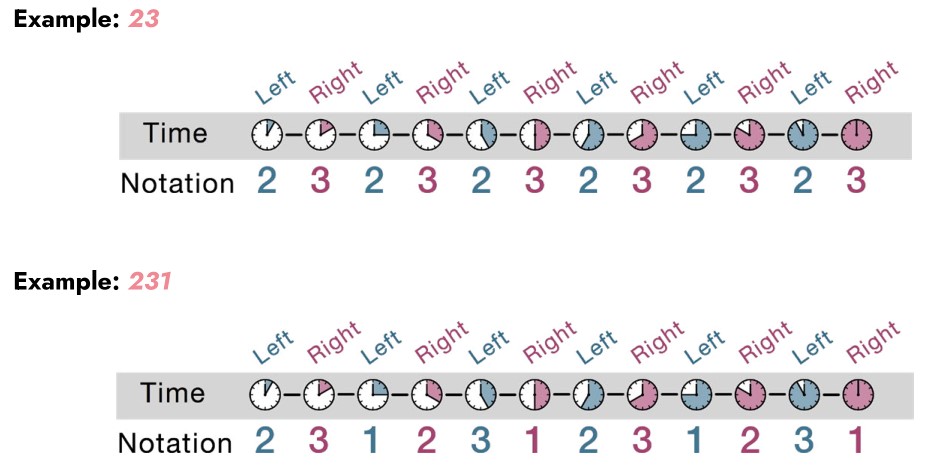 Example: 23
Left Right Left Right Left Right Left Right Left Right Left Right
Time
Notation 2 3 2 3 2 3 2 3 2 3 2 3
Example: 231
Left Right Left Right Left Right Left Right Left Right Left Right
Time
Notation 2 3 1 2 3 1 2 3 1 2 3 1